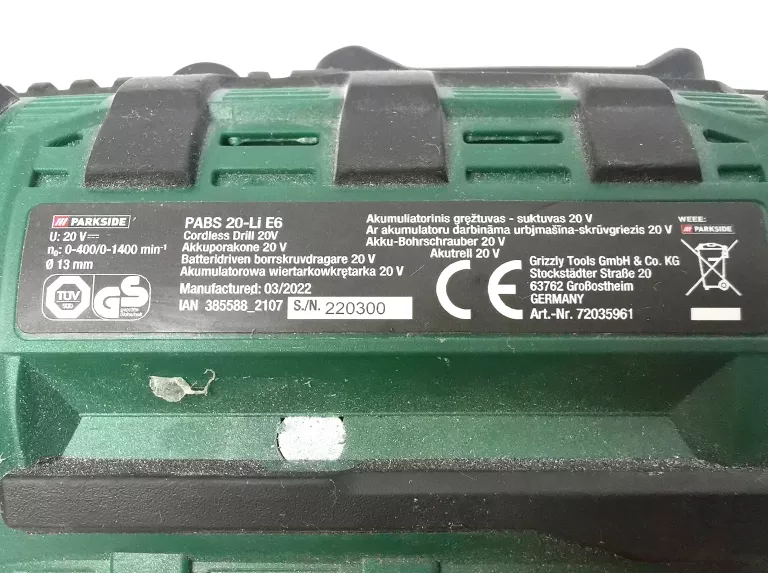 PARKSIDE
U: 20 V
n₀: 0-400/0-1400 min⁻¹
Ø 13 mm
TÜV
SÜD
GS
geprüfte
Sicherheit
PABS 20-Li E6
Cordless Drill 20V
Akkuporakone 20 V
Batteridriven borrskruvdragare 20 V
Akumulatorowa wiertarkowkrętarka 20 V
Manufactured: 03/2022
IAN 385588_2107 S./N. 220300
Akumuliatorinis gręžtuvas - suktuvas 20 V
Ar akumulatoru darbināma urbjmašīna-skrūvgriezis 20 V
Akku-Bohrschrauber 20 V
Akutrell 20 V
CE
Grizzly Tools GmbH & Co. KG
Stockstädter Straße 20
63762 Großostheim
GERMANY
Art.-Nr. 72035961
WEEE:
PARKSIDE